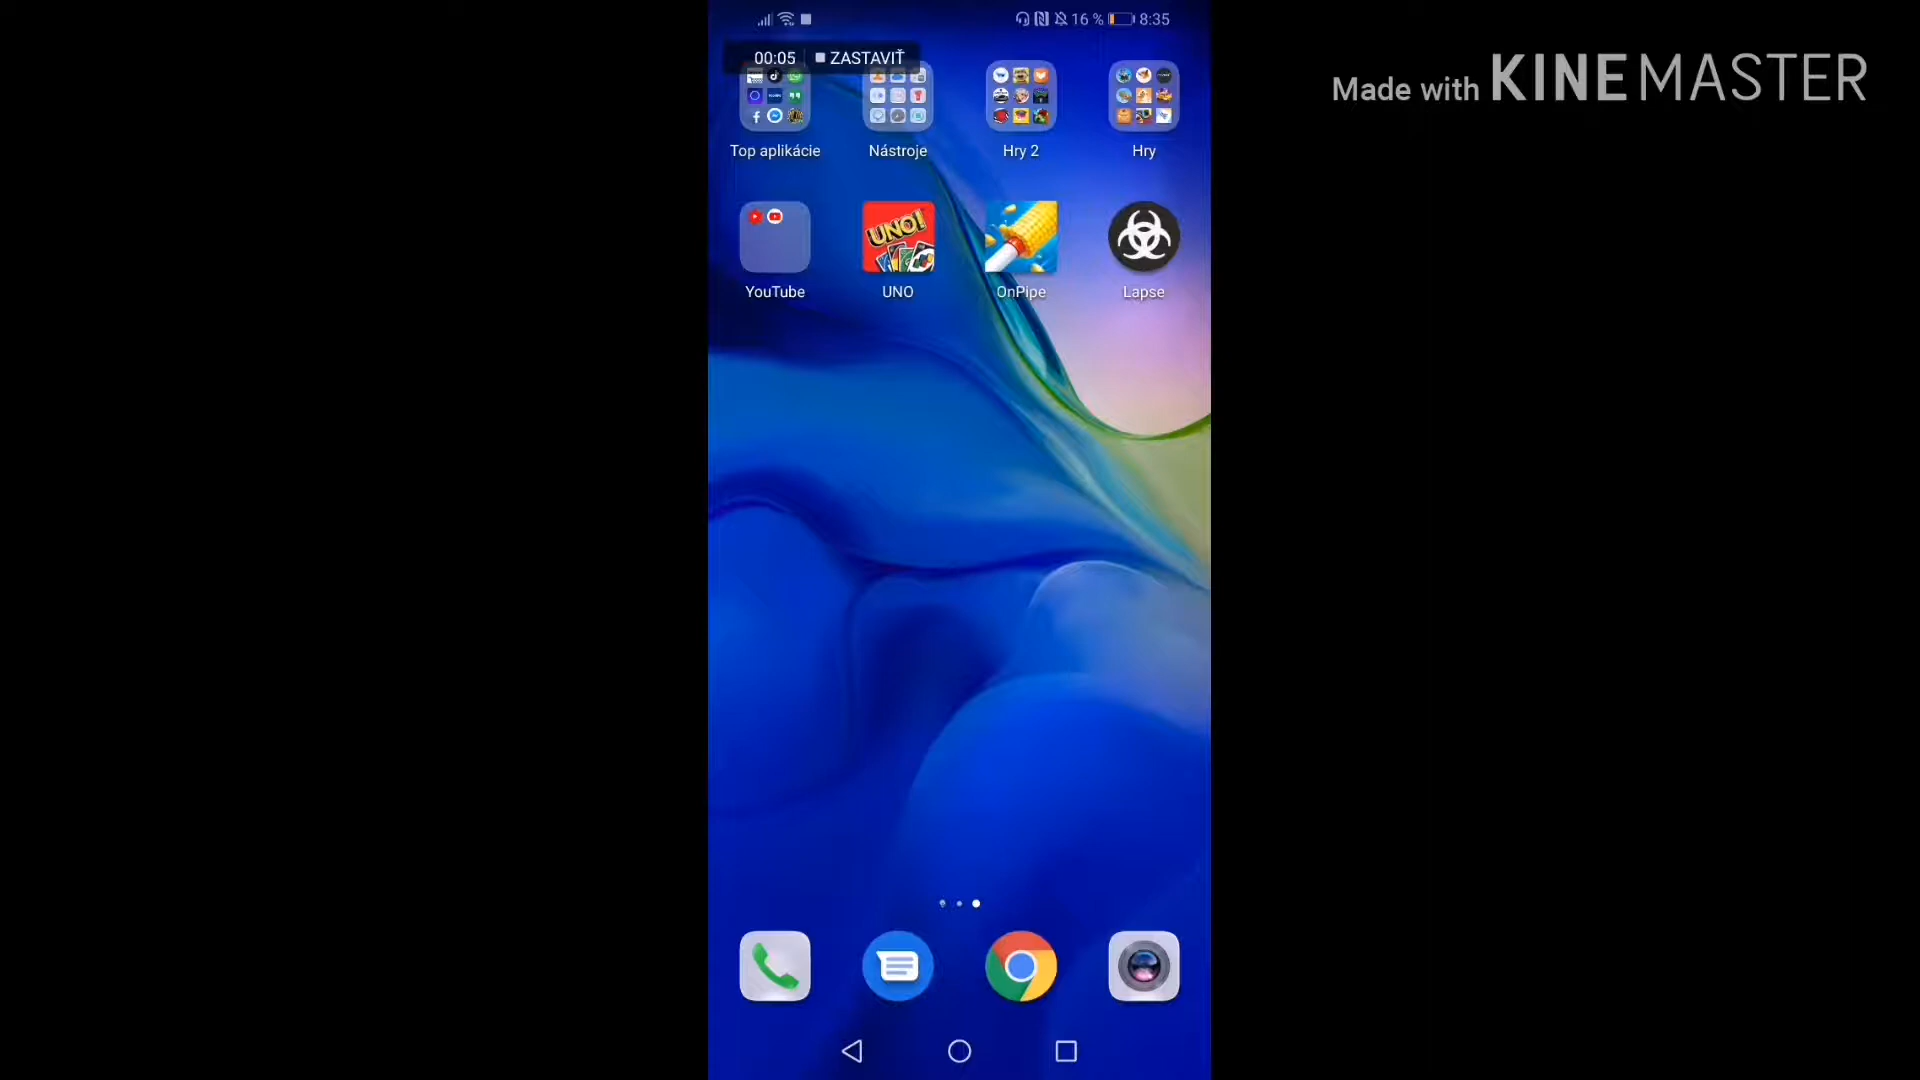 16 % 8:35
00:05 ZASTAVIŤ
Made with KINEMASTER
Top aplikácie Nástroje Hry 2 Hry
UNO!
YouTube UNO OnPipe Lapse